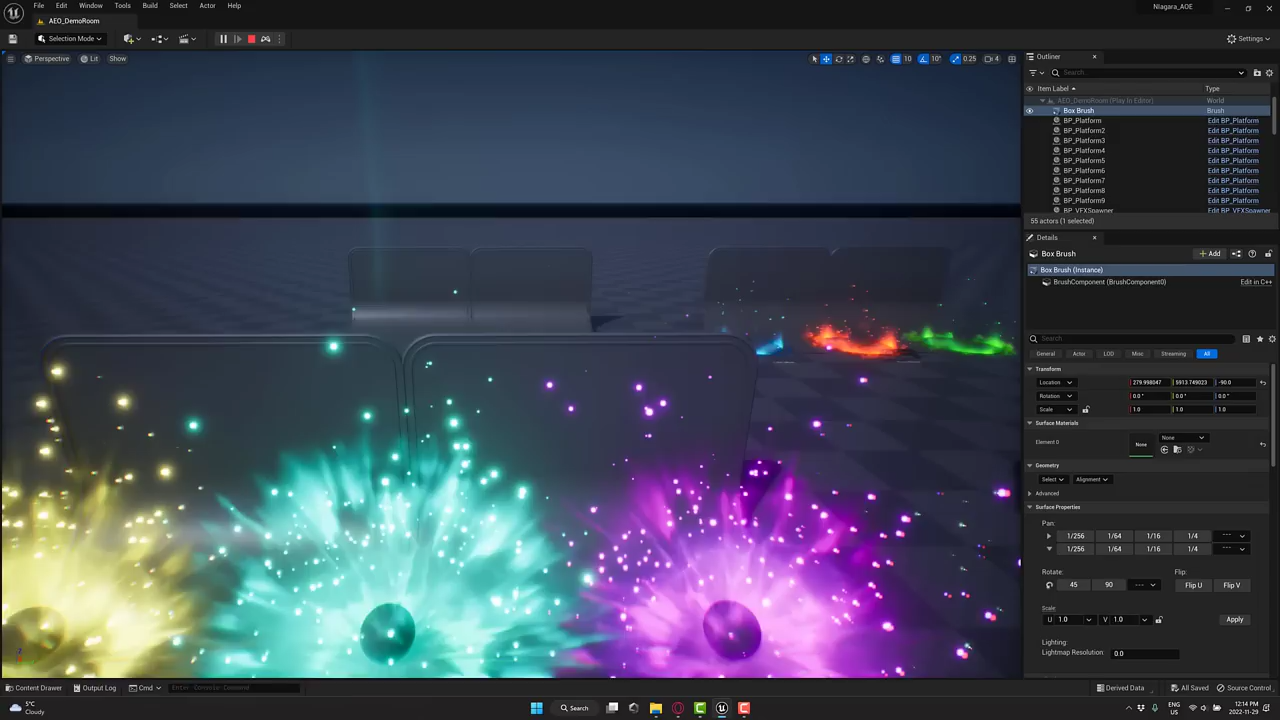 File Edit Window Tools Build Select Actor Help
NIagara_AOE
AEO_DemoRoom
Selection Mode
Settings
Perspective Lit Show
10 10° 0.25 4
Outliner
Search...
Item Label Type
AEO_DemoRoom (Play In Editor) World
Box Brush Brush
BP_Platform Edit BP_Platform
BP_Platform2 Edit BP_Platform
BP_Platform3 Edit BP_Platform
BP_Platform4 Edit BP_Platform
BP_Platform5 Edit BP_Platform
BP_Platform6 Edit BP_Platform
BP_Platform7 Edit BP_Platform
BP_Platform8 Edit BP_Platform
BP_Platform9 Edit BP_Platform
BP_VFXSpawner Edit BP_VFXSpawner
55 actors (1 selected)
Details
Box Brush
Add
Box Brush (Instance)
BrushComponent (BrushComponent0) Edit in C++
Search
General Actor LOD Misc Streaming All
Transform
Location 279.998047 5913.749023 -90.0
Rotation 0.0 ° 0.0 ° 0.0 °
Scale 1.0 1.0 1.0
Surface Materials
Element 0 None None
Geometry
Select Alignment
Advanced
Surface Properties
Pan:
1/256 1/64 1/16 1/4 ---
1/256 1/64 1/16 1/4 ---
Rotate: Flip:
45 90 --- Flip U Flip V
Scale:
U 1.0 V 1.0 Apply
Lighting:
Lightmap Resolution: 0.0
Content Drawer Output Log Cmd Enter Console Command Derived Data All Saved Source Control
5°C
Cloudy
Search
ENG
US
12:14 PM
2022-11-29